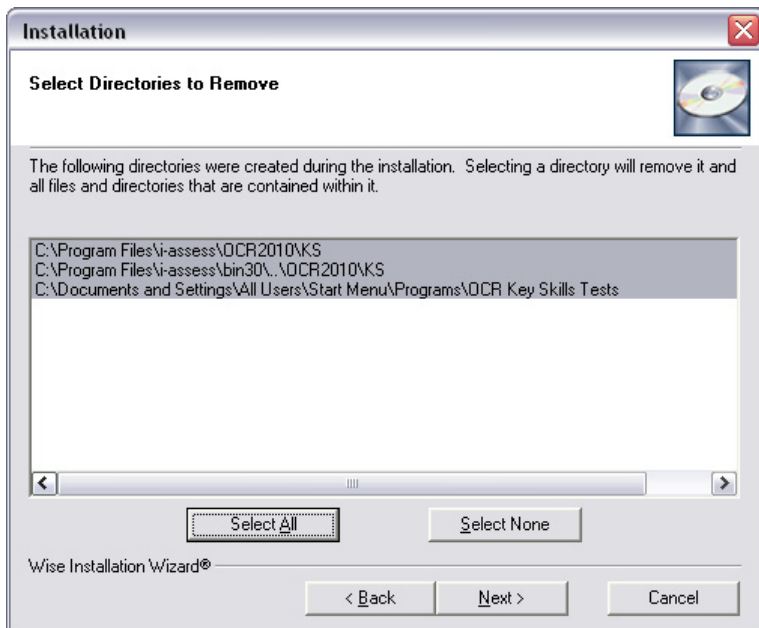 Installation
Select Directories to Remove
The following directories were created during the installation.  Selecting a directory will remove it and
all files and directories that are contained within it.
C:\Program Files\i-assess\OCR2010\KS
C:\Program Files\i-assess\bin30\..\OCR2010\KS
C:\Documents and Settings\All Users\Start Menu\Programs\OCR Key Skills Tests
Select All
Select None
Wise Installation Wizard®
< Back
Next >
Cancel